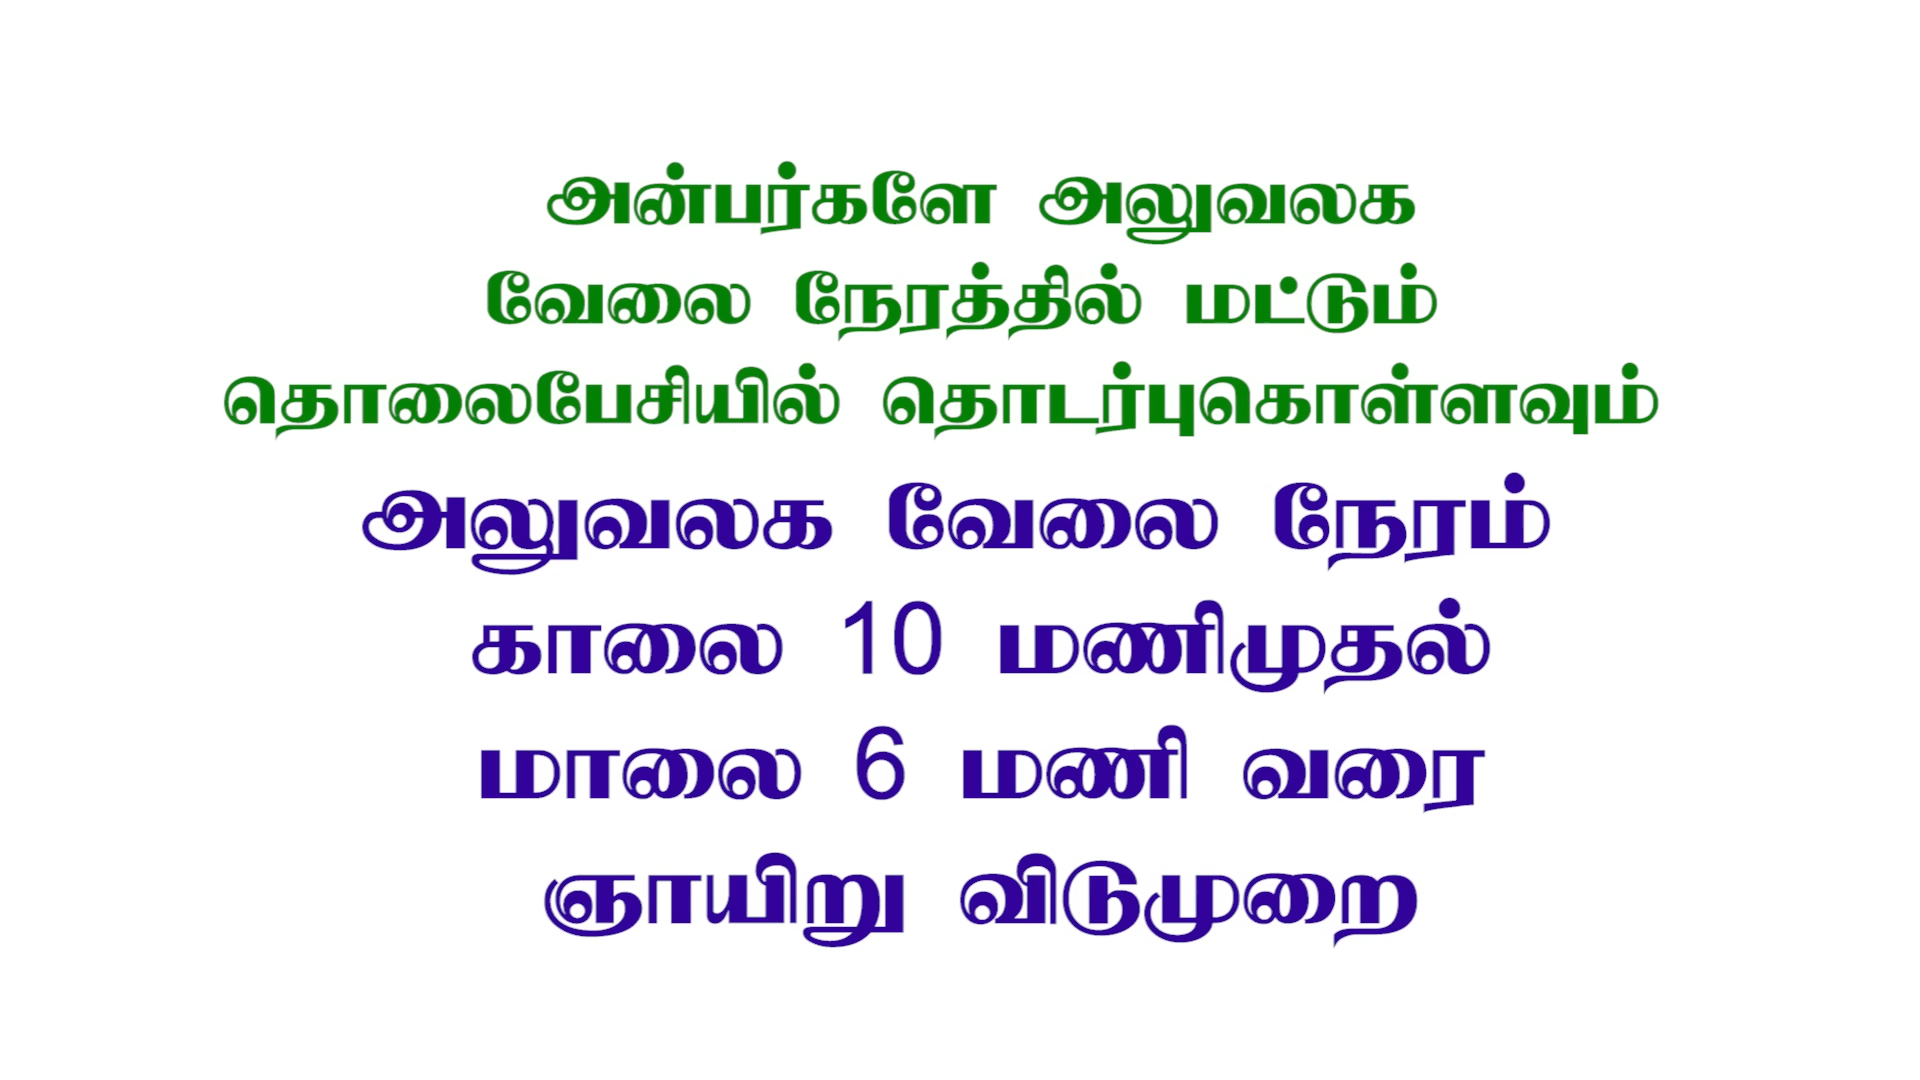 அன்பர்களே அலுவலக
வேலை நேரத்தில் மட்டும்
தொலைபேசியில் தொடர்புகொள்ளவும்
அலுவலக வேலை நேரம்
காலை 10 மணிமுதல்
மாலை 6 மணி வரை
ஞாயிறு விடுமுறை